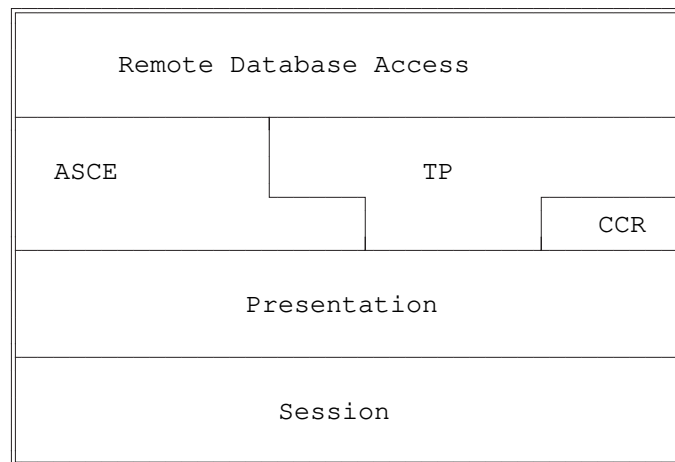 Remote Database Access
ASCE
TP
CCR
Presentation
Session